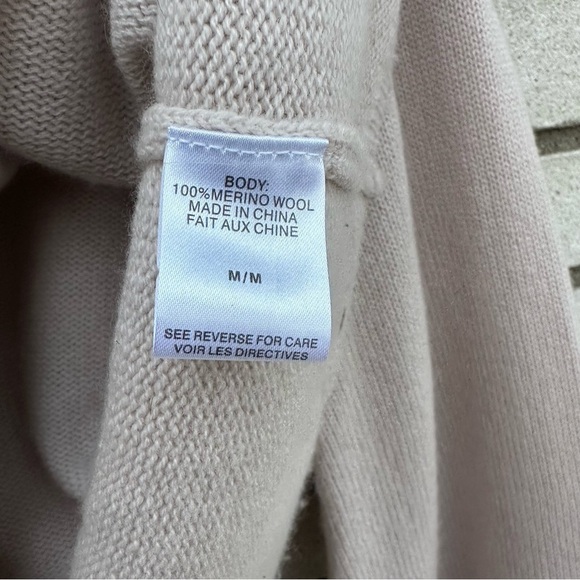 BODY:
100%MERINO WOOL
MADE IN CHINA
FAIT AUX CHINE
M/M
SEE REVERSE FOR CARE
VOIR LES DIRECTIVES